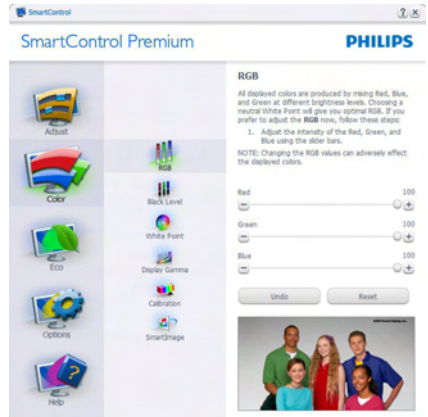 SmartControl
SmartControl Premium
PHILIPS
Adjust
Color
Eco
Options
Help
RGB
Black Level
White Point
Display Gamma
Calibration
SmartImage
RGB
All displayed colors are produced by mixing Red, Blue,
and Green at different brightness levels. Choosing a
neutral White Point will give you optimal RGB. If you
prefer to adjust the RGB now, follow these steps:
1. Adjust the intensity of the Red, Green, and
Blue using the slider bars.
NOTE: Changing the RGB values can adversely effect
the displayed colors.
Red 100
Green 100
Blue 100
Undo Reset